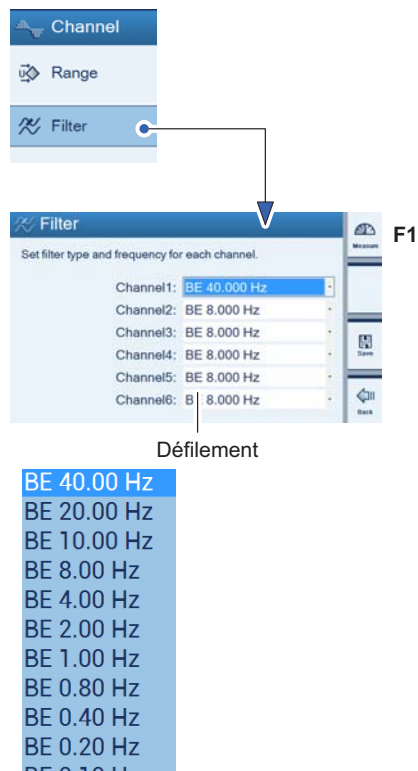 Channel
Range
Filter
Filter
Set filter type and frequency for each channel.
Channel1: BE 40.000 Hz
Channel2: BE 8.000 Hz
Channel3: BE 8.000 Hz
Channel4: BE 8.000 Hz
Channel5: BE 8.000 Hz
Channel6: BE 8.000 Hz
Measure
Save
Back
F1
Défilement
BE 40.00 Hz
BE 20.00 Hz
BE 10.00 Hz
BE 8.00 Hz
BE 4.00 Hz
BE 2.00 Hz
BE 1.00 Hz
BE 0.80 Hz
BE 0.40 Hz
BE 0.20 Hz